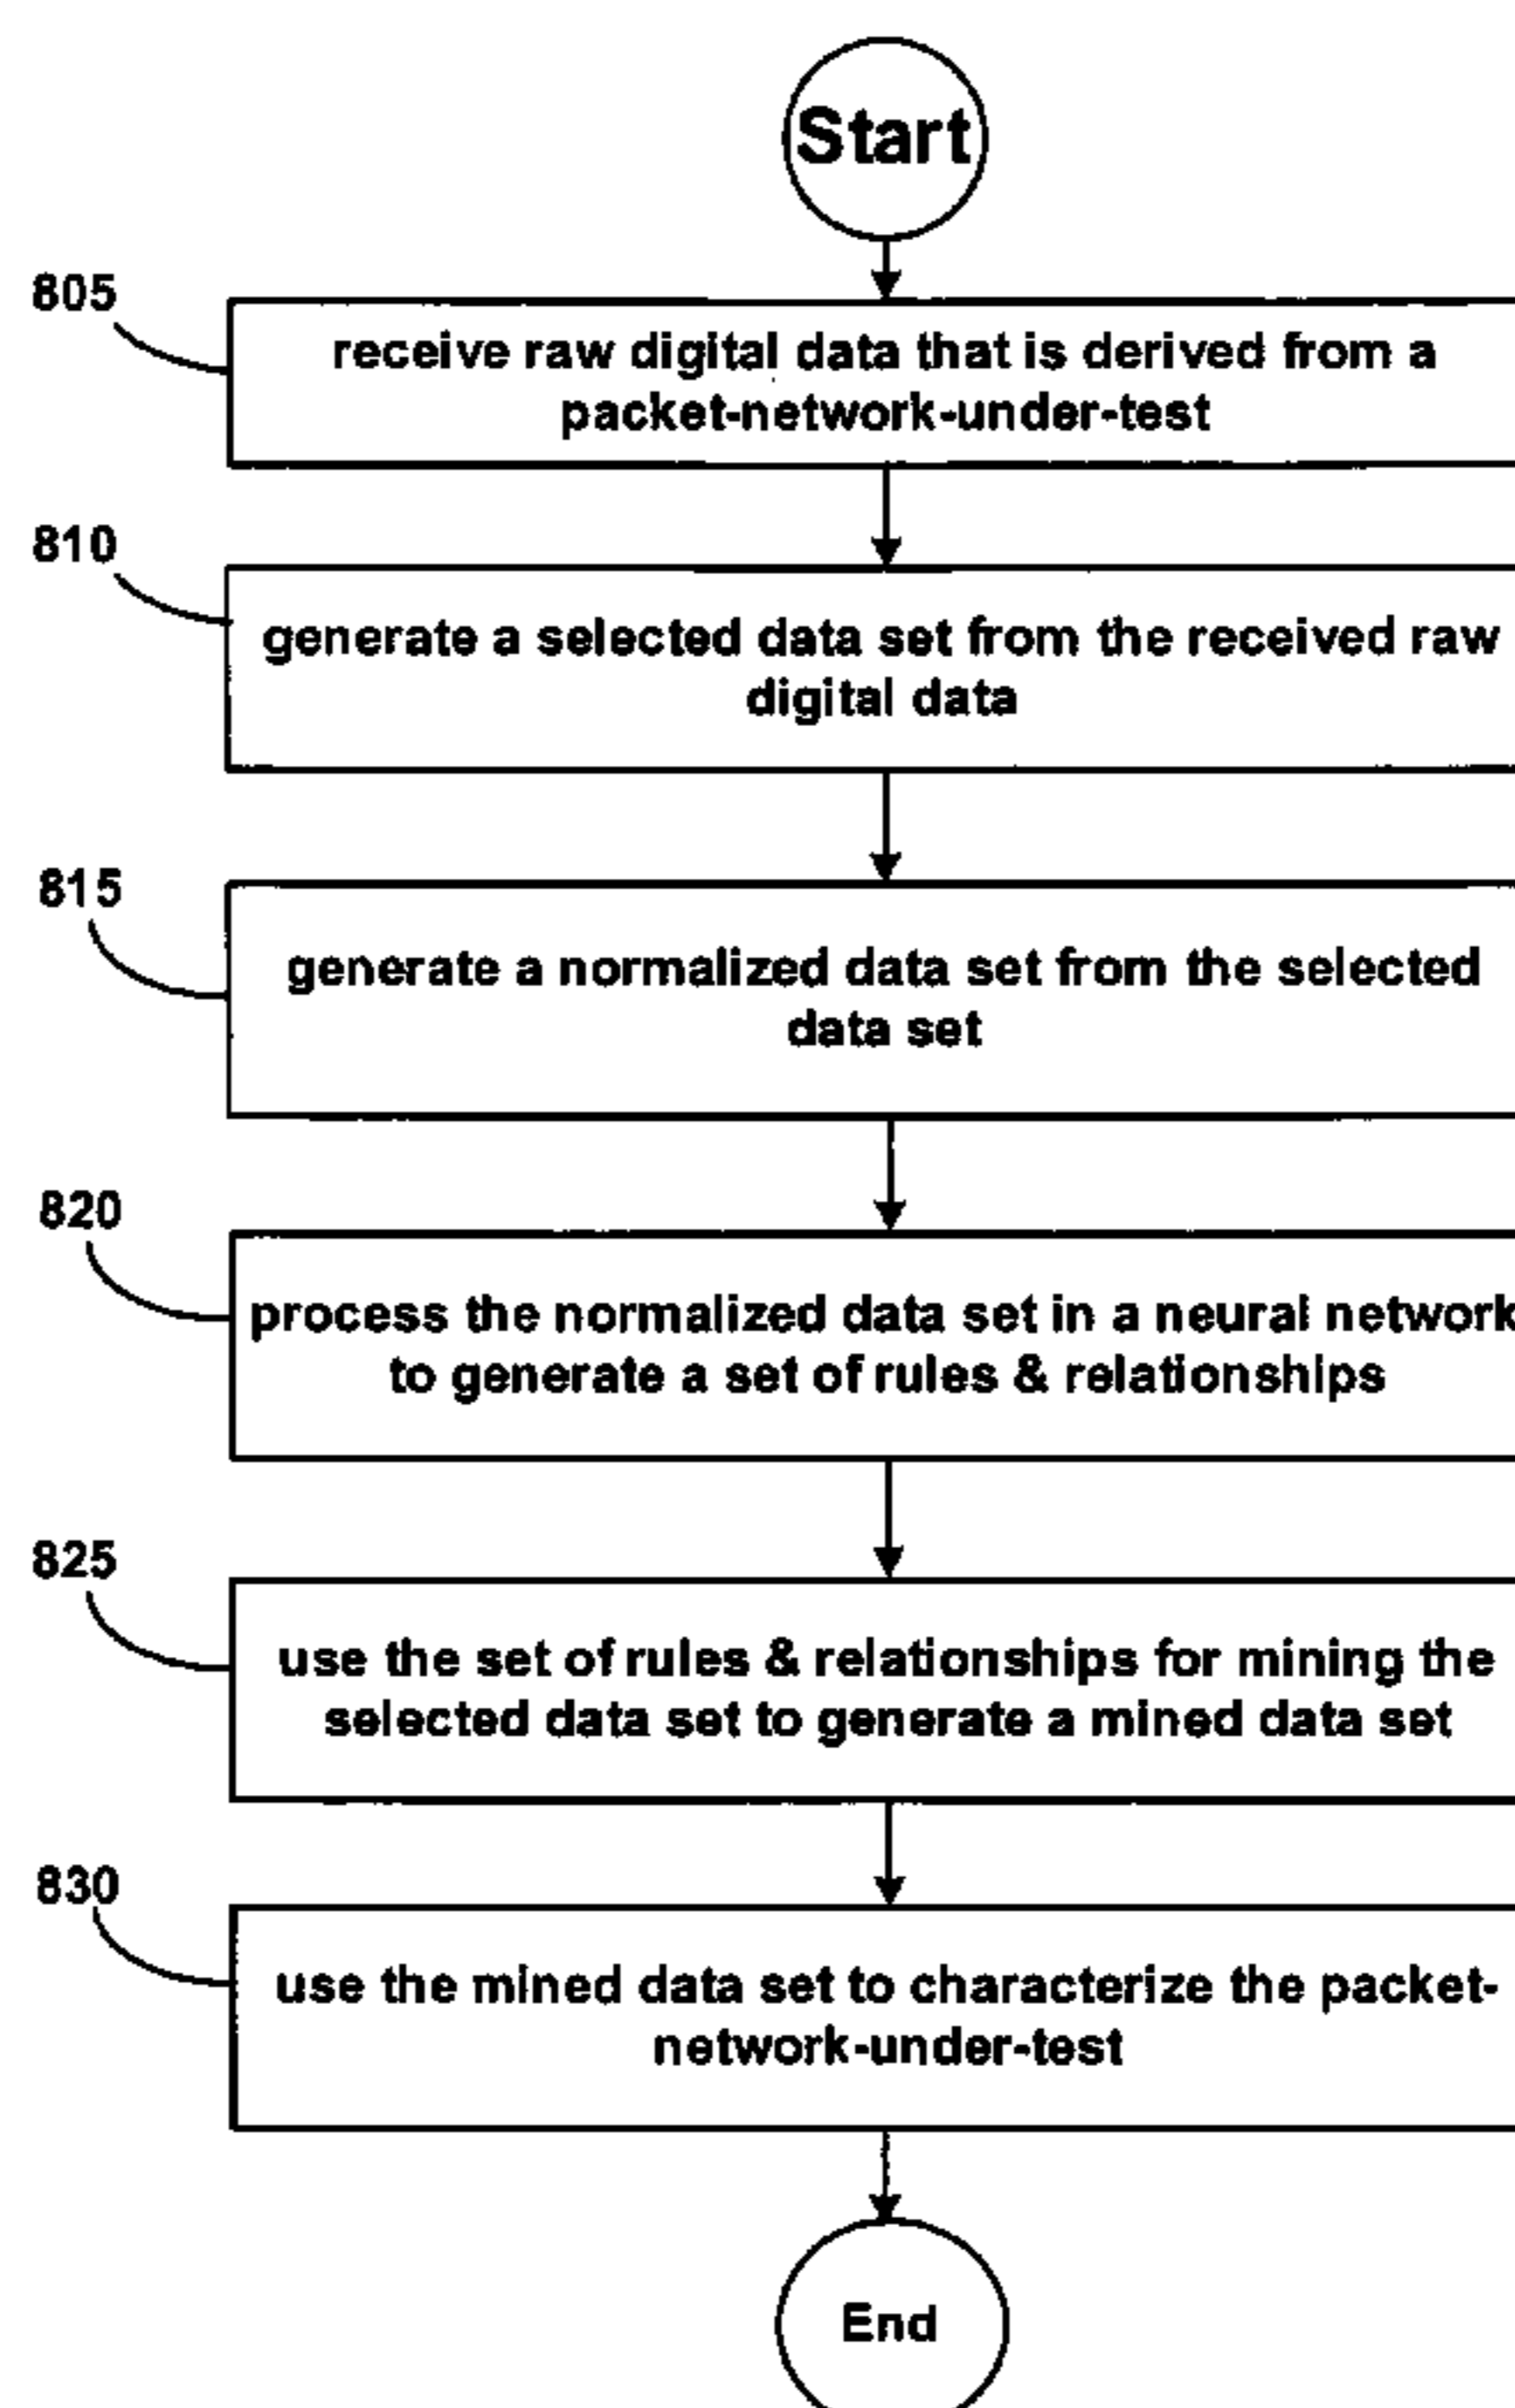 Start
805
receive raw digital data that is derived from a
packet-network-under-test
810
generate a selected data set from the received raw
digital data
815
generate a normalized data set from the selected
data set
820
process the normalized data set in a neural network
to generate a set of rules & relationships
825
use the set of rules & relationships for mining the
selected data set to generate a mined data set
830
use the mined data set to characterize the packet-
network-under-test
End